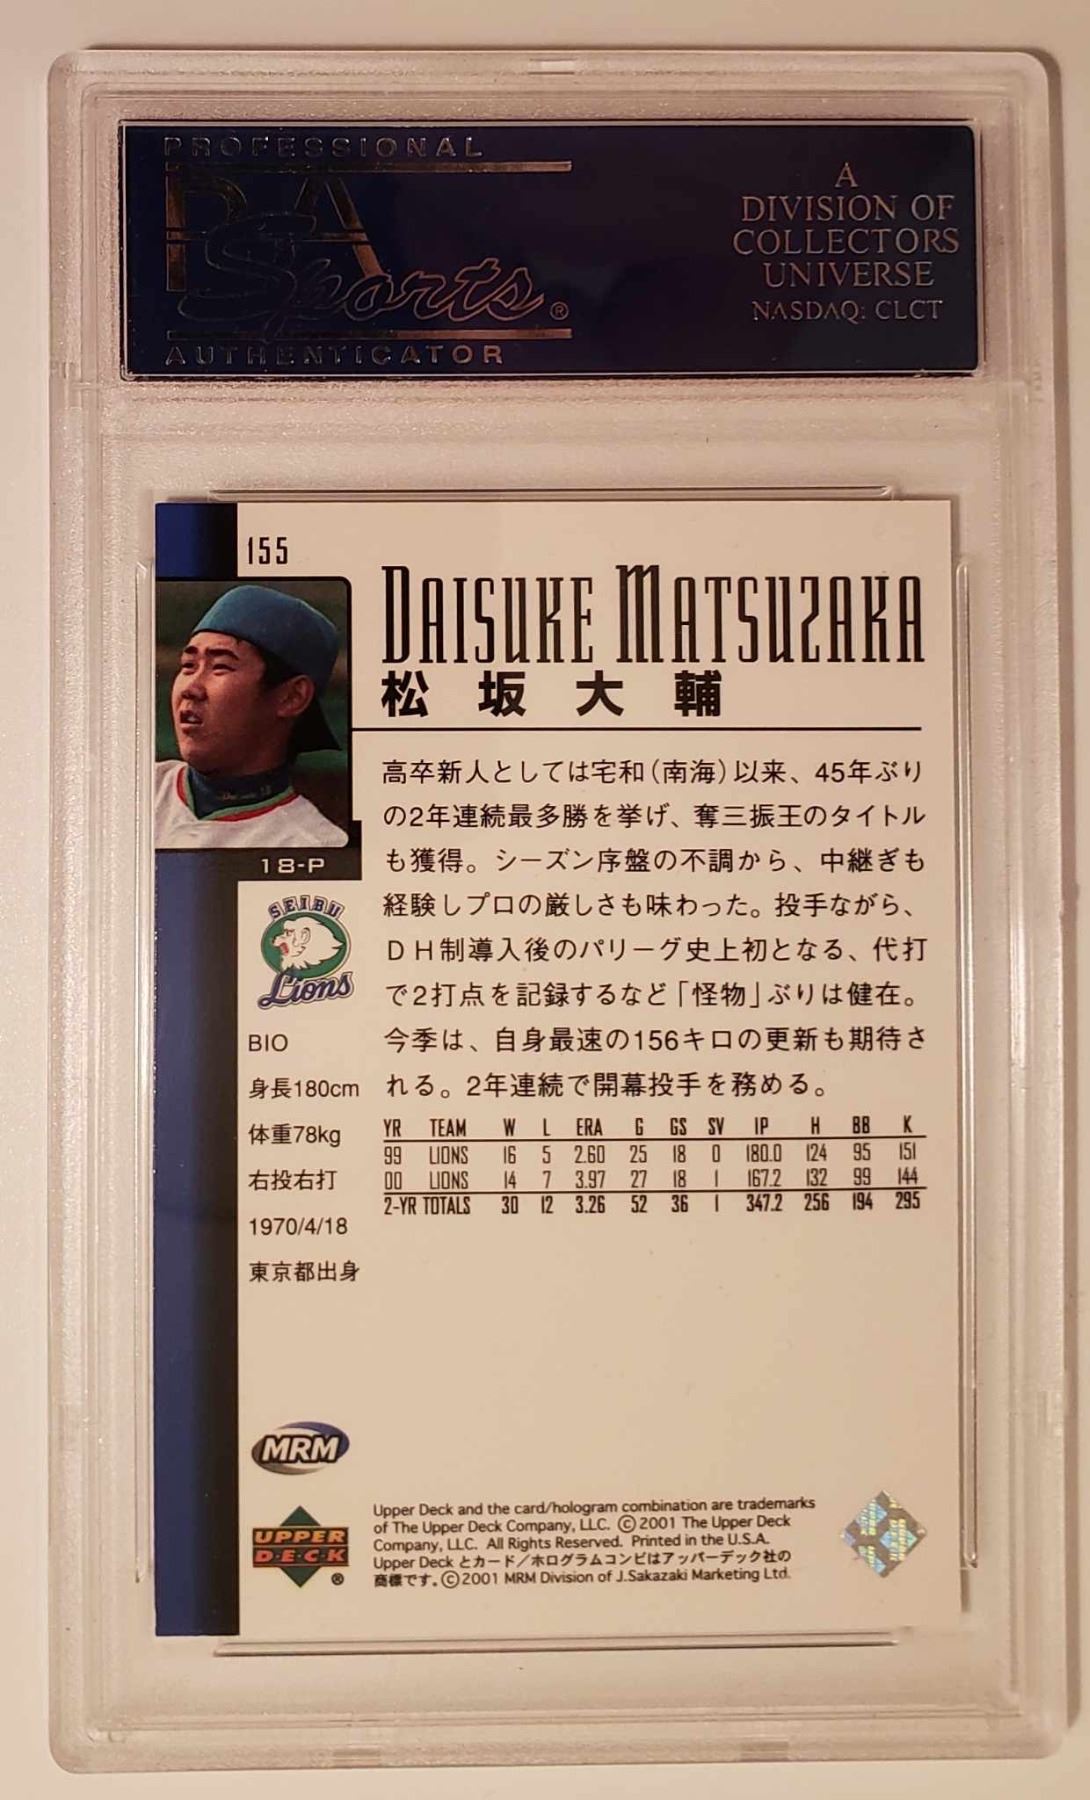 PROFESSIONAL
PSA
Sports®
AUTHENTICATOR
A
DIVISION OF
COLLECTORS
UNIVERSE
NASDAQ: CLCT
155
DAISUKE MATSUZAKA
松坂大輔
18-P
SEIBU
Lions
高卒新人としては宅和(南海)以来、45年ぶり
の2年連続最多勝を挙げ、奪三振王のタイトル
も獲得。シーズン序盤の不調から、中継ぎも
経験しプロの厳しさも味わった。投手ながら、
DH制導入後のパリーグ史上初となる、代打
で2打点を記録するなど「怪物」ぶりは健在。
今季は、自身最速の156キロの更新も期待さ
れる。2年連続で開幕投手を務める。
BIO
身長180cm
体重78kg
右投右打
1970/4/18
東京都出身
YR TEAM W L ERA G GS SV IP H BB K
99 LIONS 16 5 2.60 25 18 0 180.0 124 95 151
00 LIONS 14 7 3.97 27 18 1 167.2 132 99 144
2-YR TOTALS 30 12 3.26 52 36 1 347.2 256 194 295
MRM
UPPER
DECK
®
Upper Deck and the card/hologram combination are trademarks
of The Upper Deck Company, LLC. ©2001 The Upper Deck
Company, LLC. All Rights Reserved. Printed in the U.S.A.
Upper Deck とカード/ホログラムコンビはアッパーデック社の
商標です。©2001 MRM Division of J.Sakazaki Marketing Ltd.